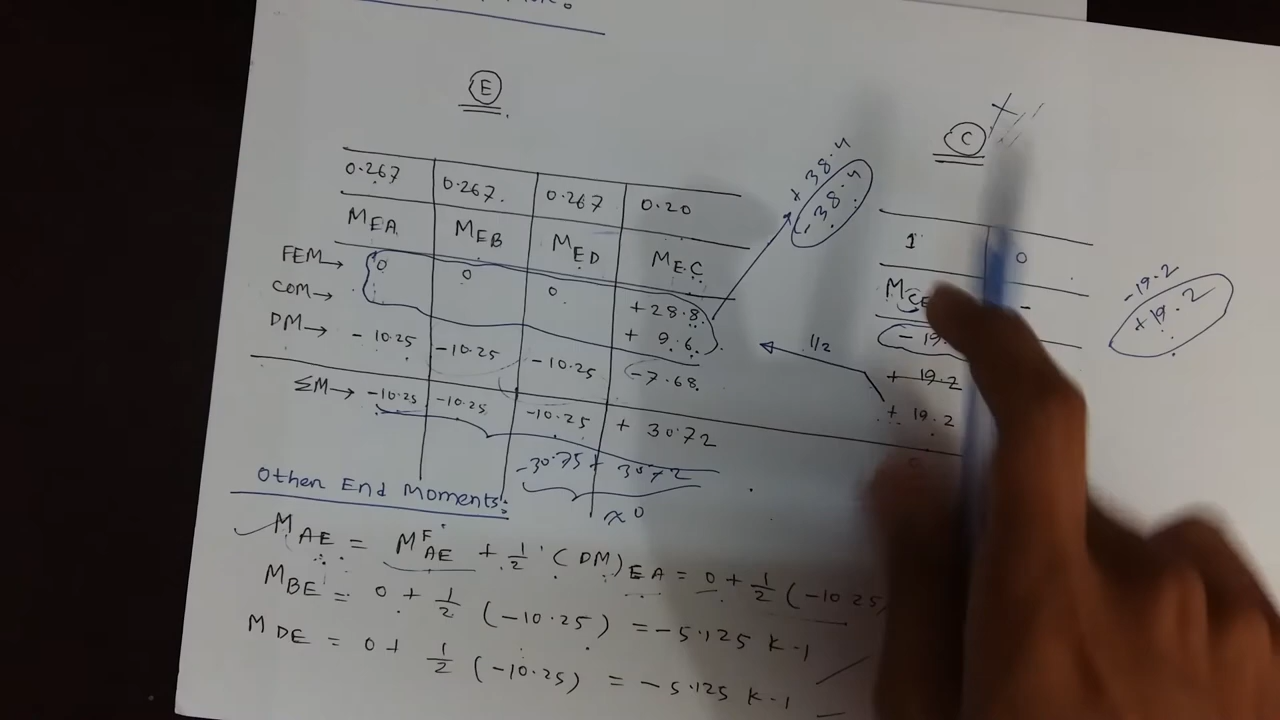 E
C
0.267 0.267 0.267 0.20
MEA MEB MED MEC
FEM→ 0 0 0 +28.8
COM→ + 9.6
DM→ -10.25 -10.25 -10.25 -7.68
ΣM→ -10.25 -10.25 -10.25 + 30.72
-30.75 + 30.72
≈ 0
+38.4
-38.4
1 0
MCE -
+ 19.2
+ 19.2
1/2
-19.2
+19.2
Other End Moments:
MAE = M^F AE + 1/2 (DM)EA = 0 + 1/2 (-10.25
MBE = 0 + 1/2 (-10.25) = -5.125 k-1
MDE = 0 + 1/2 (-10.25) = -5.125 k-1